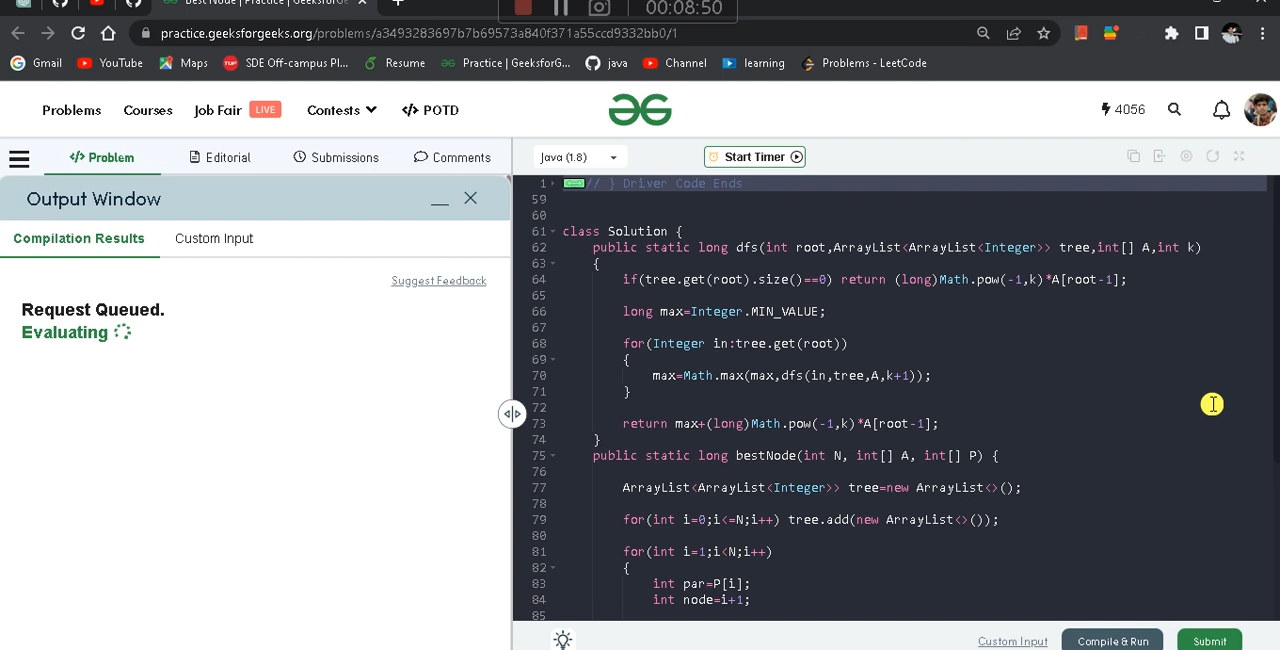 Best Node | Practice | GeeksforGe
00:08:50
practice.geeksforgeeks.org/problems/a3493283697b7b69573a840f371a55ccd9332bb0/1
Gmail YouTube Maps SDE Off-campus Pl... Resume Practice | GeeksforG... java Channel learning Problems - LeetCode
Problems Courses Job Fair LIVE Contests </> POTD 4056
</> Problem Editorial Submissions Comments Java (1.8) Start Timer
Output Window
Compilation Results Custom Input
Suggest Feedback
Request Queued.
Evaluating
1 // } Driver Code Ends
59
60
61 class Solution {
62 public static long dfs(int root,ArrayList<ArrayList<Integer>> tree,int[] A,int k)
63 {
64 if(tree.get(root).size()==0) return (long)Math.pow(-1,k)*A[root-1];
65
66 long max=Integer.MIN_VALUE;
67
68 for(Integer in:tree.get(root))
69 {
70 max=Math.max(max,dfs(in,tree,A,k+1));
71 }
72
73 return max+(long)Math.pow(-1,k)*A[root-1];
74 }
75 public static long bestNode(int N, int[] A, int[] P) {
76
77 ArrayList<ArrayList<Integer>> tree=new ArrayList<>();
78
79 for(int i=0;i<=N;i++) tree.add(new ArrayList<>());
80
81 for(int i=1;i<N;i++)
82 {
83 int par=P[i];
84 int node=i+1;
85
Custom Input Compile & Run Submit